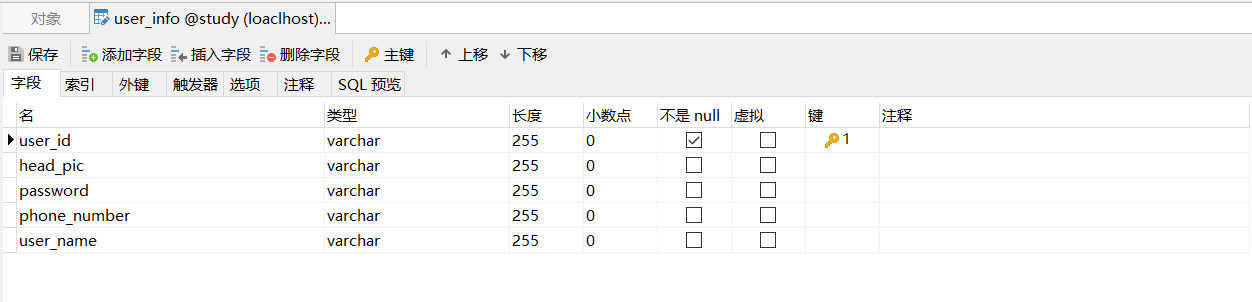 对象 user_info @study (loaclhost)...
保存 添加字段 插入字段 删除字段 主键 上移 下移
字段 索引 外键 触发器 选项 注释 SQL 预览
名 类型 长度 小数点 不是 null 虚拟 键 注释
user_id varchar 255 0 1
head_pic varchar 255 0
password varchar 255 0
phone_number varchar 255 0
user_name varchar 255 0